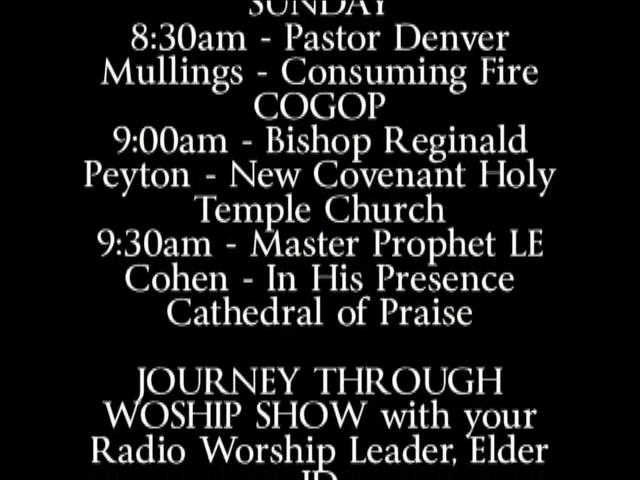 SUNDAY
8:30am - Pastor Denver
Mullings - Consuming Fire
COGOP
9:00am - Bishop Reginald
Peyton - New Covenant Holy
Temple Church
9:30am - Master Prophet LE
Cohen - In His Presence
Cathedral of Praise
JOURNEY THROUGH
WOSHIP SHOW with your
Radio Worship Leader, Elder